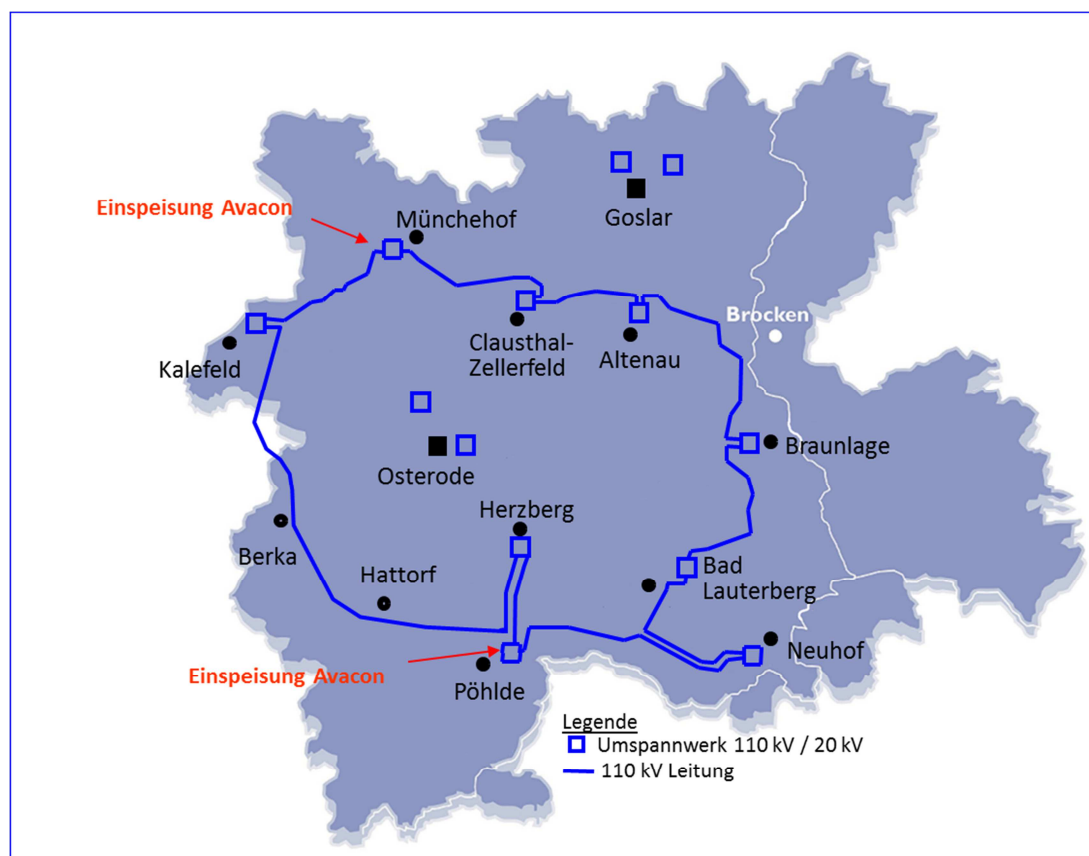 Einspeisung Avacon
Münchehof
Goslar
Brocken
Kalefeld
Clausthal-
Zellerfeld
Altenau
Braunlage
Osterode
Herzberg
Berka
Hattorf
Bad
Lauterberg
Neuhof
Einspeisung Avacon
Pöhlde
Legende
Umspannwerk 110 kV / 20 kV
110 kV Leitung